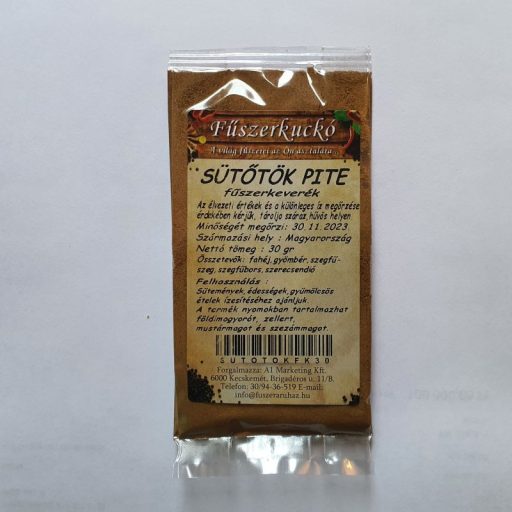 Fűszerkuckó
A világ fűszerei az Ön asztalára...
SÜTŐTÖK PITE
fűszerkeverék
Az élvezeti értékek és a különleges íz megőrzése
érdekében kérjük, tárolja száraz, hűvös helyen
Minőségét megőrzi: 30.11.2023
Származási hely : Magyarország
Nettó tömeg : 30 gr
Összetevők: fahéj, gyömbér, szegfű-
szeg, szegfűbors, szerecsendió
Felhasználás :
Sütemények, édességek, gyümölcsös
ételek ízesítéséhez ajánljuk.
A termék nyomokban tartalmazhat
földimogyorót, zellert,
mustármagot és szezámmagot.
SUTOTOKFK30
Forgalmazza: A1 Marketing Kft.
6000 Kecskemét, Brigadéros u. 11/B.
Telefon: 30/94-36-519 E-mail:
info@fuszeraruhaz.hu